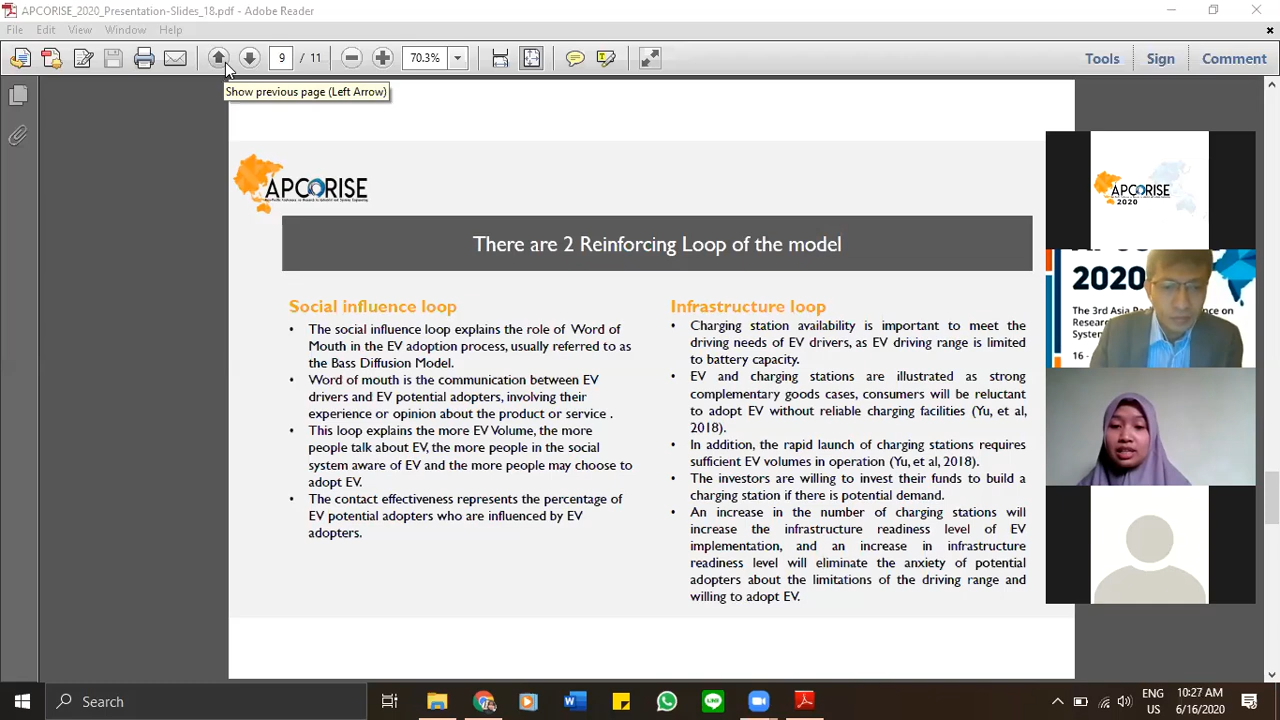 APCORISE_2020_Presentation-Slides_18.pdf - Adobe Reader
File Edit View Window Help
9 / 11 70.3% Tools Sign Comment
Show previous page (Left Arrow)
APCORISE
There are 2 Reinforcing Loop of the model
Social influence loop
• The social influence loop explains the role of Word of
Mouth in the EV adoption process, usually referred to as
the Bass Diffusion Model.
• Word of mouth is the communication between EV
drivers and EV potential adopters, involving their
experience or opinion about the product or service .
• This loop explains the more EV Volume, the more
people talk about EV, the more people in the social
system aware of EV and the more people may choose to
adopt EV.
• The contact effectiveness represents the percentage of
EV potential adopters who are influenced by EV
adopters.
Infrastructure loop
• Charging station availability is important to meet the
driving needs of EV drivers, as EV driving range is limited
to battery capacity.
• EV and charging stations are illustrated as strong
complementary goods cases, consumers will be reluctant
to adopt EV without reliable charging facilities (Yu, et al,
2018).
• In addition, the rapid launch of charging stations requires
sufficient EV volumes in operation (Yu, et al, 2018).
• The investors are willing to invest their funds to build a
charging station if there is potential demand.
• An increase in the number of charging stations will
increase the infrastructure readiness level of EV
implementation, and an increase in infrastructure
readiness level will eliminate the anxiety of potential
adopters about the limitations of the driving range and
willing to adopt EV.
APCORISE
2020
2020
The 3rd Asia
on
Resear
System
16 -
Search
ENG
US
10:27 AM
6/16/2020